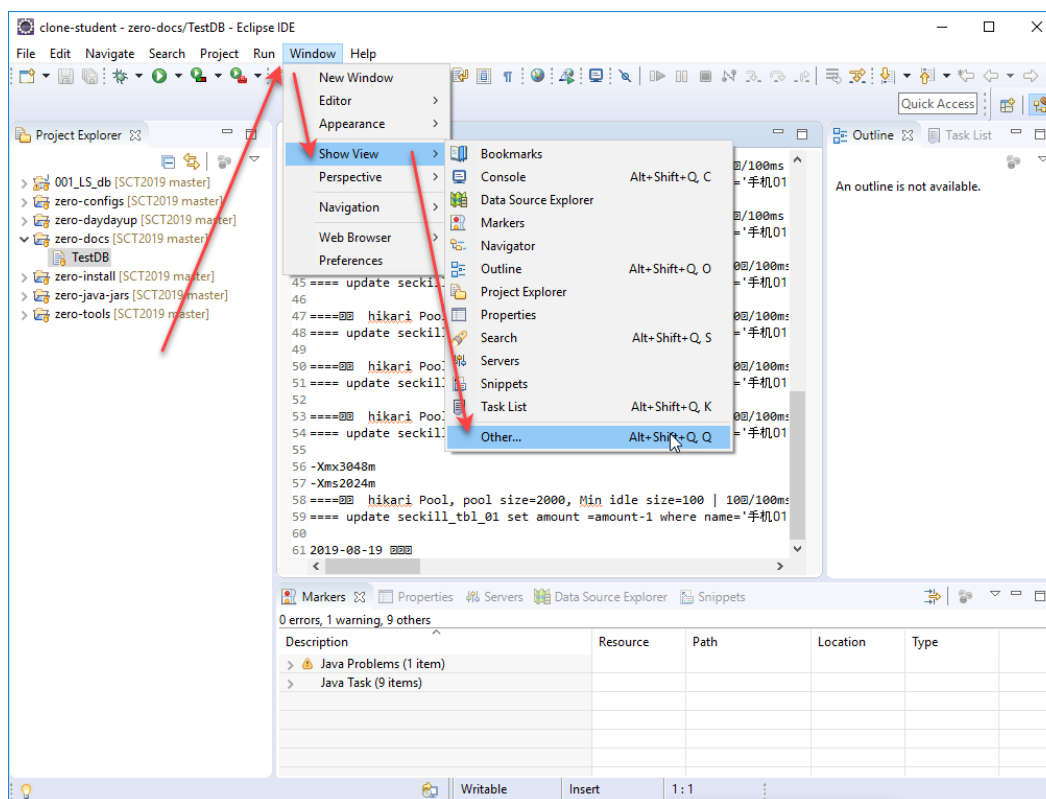 clone-student - zero-docs/TestDB - Eclipse IDE
File Edit Navigate Search Project Run Window Help
Quick Access
Project Explorer
001_LS_db [SCT2019 master]
zero-configs [SCT2019 master]
zero-daydayup [SCT2019 master]
zero-docs [SCT2019 master]
TestDB
zero-install [SCT2019 master]
zero-java-jars [SCT2019 master]
zero-tools [SCT2019 master]
New Window
Editor
Appearance
Show View
Perspective
Navigation
Web Browser
Preferences
Bookmarks
Console Alt+Shift+Q, C
Data Source Explorer
Markers
Navigator
Outline Alt+Shift+Q, O
Project Explorer
Properties
Search Alt+Shift+Q, S
Servers
Snippets
Task List Alt+Shift+Q, K
Other... Alt+Shift+Q, Q
/100ms
='手机01
/100ms
='手机01
/100ms
45 ==== update seckill ='手机01
46
47 ==== hikari Pool /100ms
48 ==== update seckill ='手机01
49
50 ==== hikari Pool /100ms
51 ==== update seckill ='手机01
52
53 ==== hikari Pool /100ms
54 ==== update seckill ='手机01
55
56 -Xmx3048m
57 -Xms2024m
58 ==== hikari Pool, pool size=2000, Min idle size=100 | 100/100ms
59 ==== update seckill_tbl_01 set amount =amount-1 where name='手机01
60
61 2019-08-19
Outline Task List
An outline is not available.
Markers Properties Servers Data Source Explorer Snippets
0 errors, 1 warning, 9 others
Description Resource Path Location Type
Java Problems (1 item)
Java Task (9 items)
Writable Insert 1 : 1